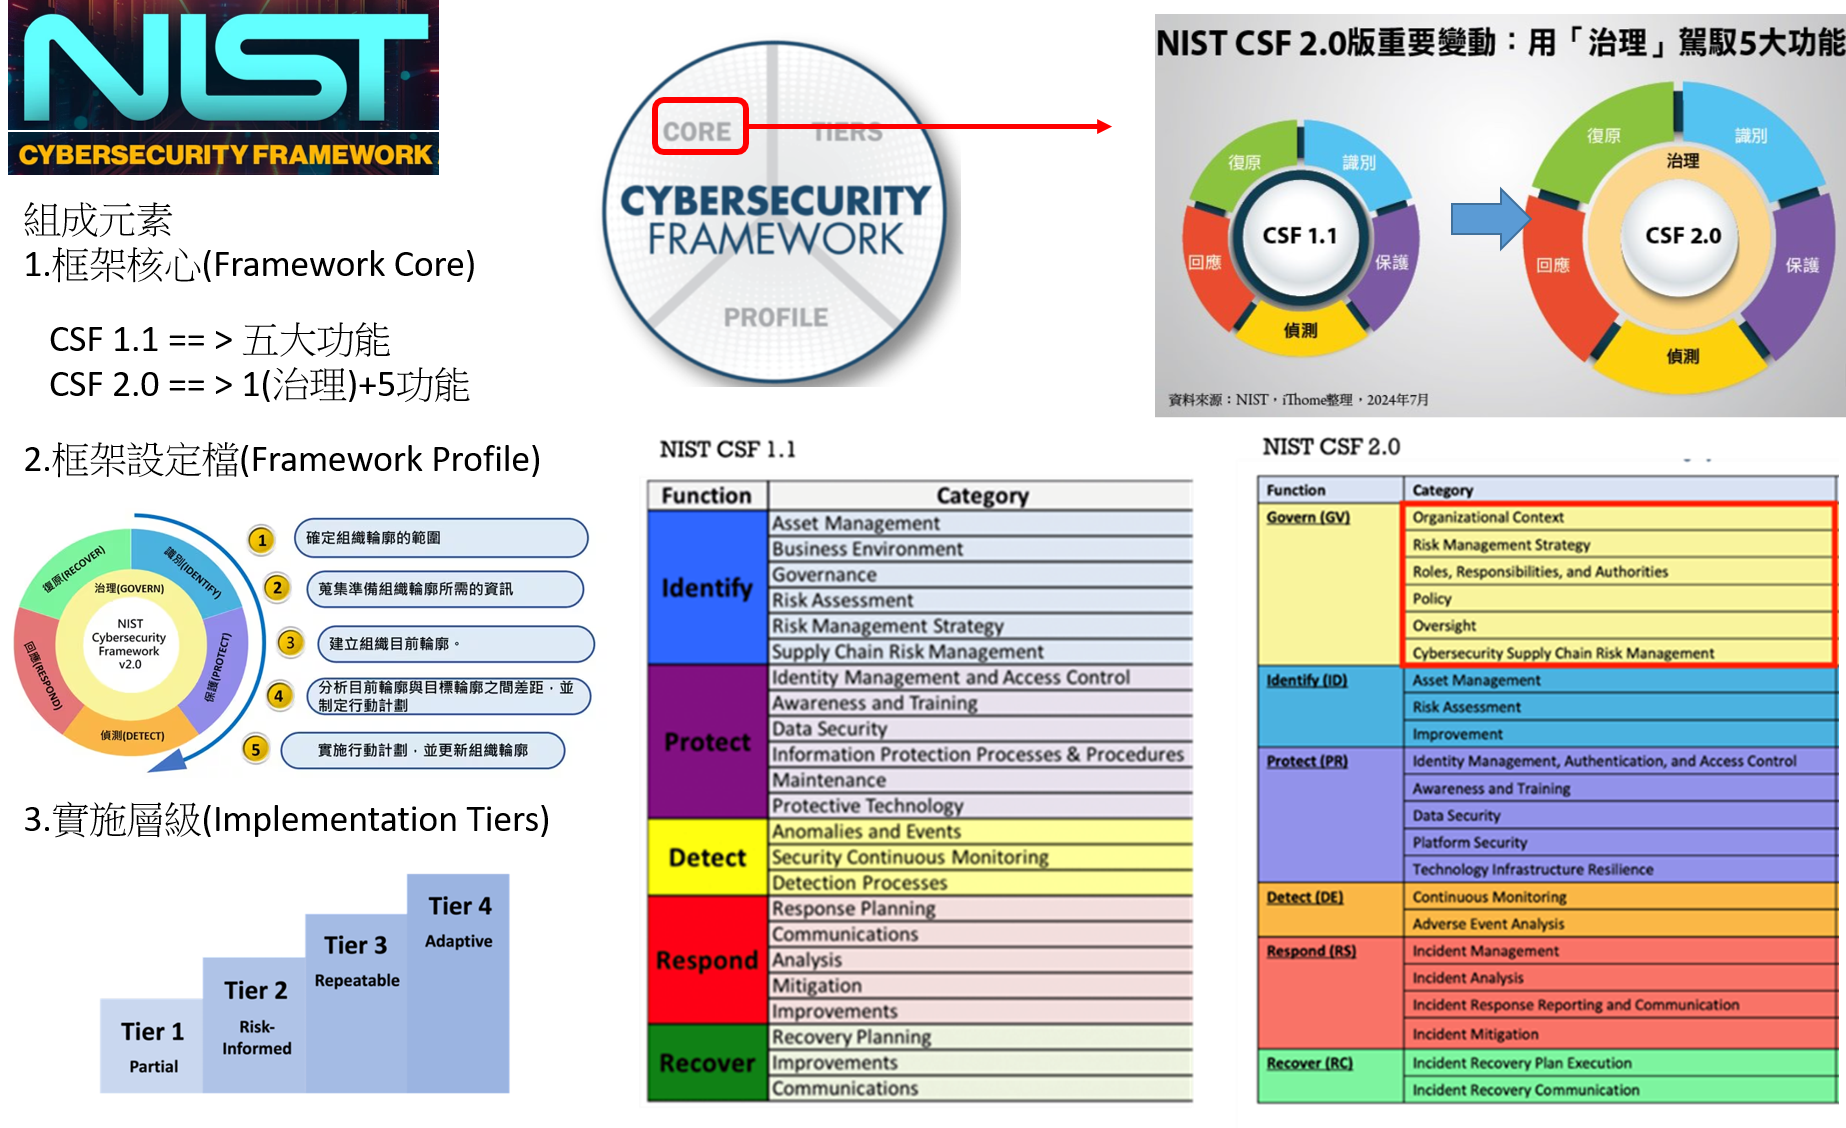 NIST
CYBERSECURITY FRAMEWORK
組成元素
1.框架核心(Framework Core)
CSF 1.1 == > 五大功能
CSF 2.0 == > 1(治理)+5功能
2.框架設定檔(Framework Profile)
復原(RECOVER)
識別(IDENTIFY)
治理(GOVERN)
NIST
Cybersecurity
Framework
v2.0
回應(RESPOND)
保護(PROTECT)
偵測(DETECT)
1
確定組織輪廓的範圍
2
蒐集準備組織輪廓所需的資訊
3
建立組織目前輪廓。
4
分析目前輪廓與目標輪廓之間差距，並
制定行動計劃
5
實施行動計劃，並更新組織輪廓
3.實施層級(Implementation Tiers)
Tier 1
Partial
Tier 2
Risk-
Informed
Tier 3
Repeatable
Tier 4
Adaptive
CORE
TIERS
CYBERSECURITY
FRAMEWORK
PROFILE
NIST CSF 2.0版重要變動：用「治理」駕馭5大功能
復原
識別
CSF 1.1
回應
保護
偵測
復原
識別
治理
CSF 2.0
回應
保護
偵測
資料來源：NIST，iThome整理，2024年7月
NIST CSF 1.1
Function Category
Identify
Asset Management
Business Environment
Governance
Risk Assessment
Risk Management Strategy
Supply Chain Risk Management
Protect
Identity Management and Access Control
Awareness and Training
Data Security
Information Protection Processes & Procedures
Maintenance
Protective Technology
Detect
Anomalies and Events
Security Continuous Monitoring
Detection Processes
Respond
Response Planning
Communications
Analysis
Mitigation
Improvements
Recover
Recovery Planning
Improvements
Communications
NIST CSF 2.0
Function Category
Govern (GV)
Organizational Context
Risk Management Strategy
Roles, Responsibilities, and Authorities
Policy
Oversight
Cybersecurity Supply Chain Risk Management
Identify (ID)
Asset Management
Risk Assessment
Improvement
Protect (PR)
Identity Management, Authentication, and Access Control
Awareness and Training
Data Security
Platform Security
Technology Infrastructure Resilience
Detect (DE)
Continuous Monitoring
Adverse Event Analysis
Respond (RS)
Incident Management
Incident Analysis
Incident Response Reporting and Communication
Incident Mitigation
Recover (RC)
Incident Recovery Plan Execution
Incident Recovery Communication